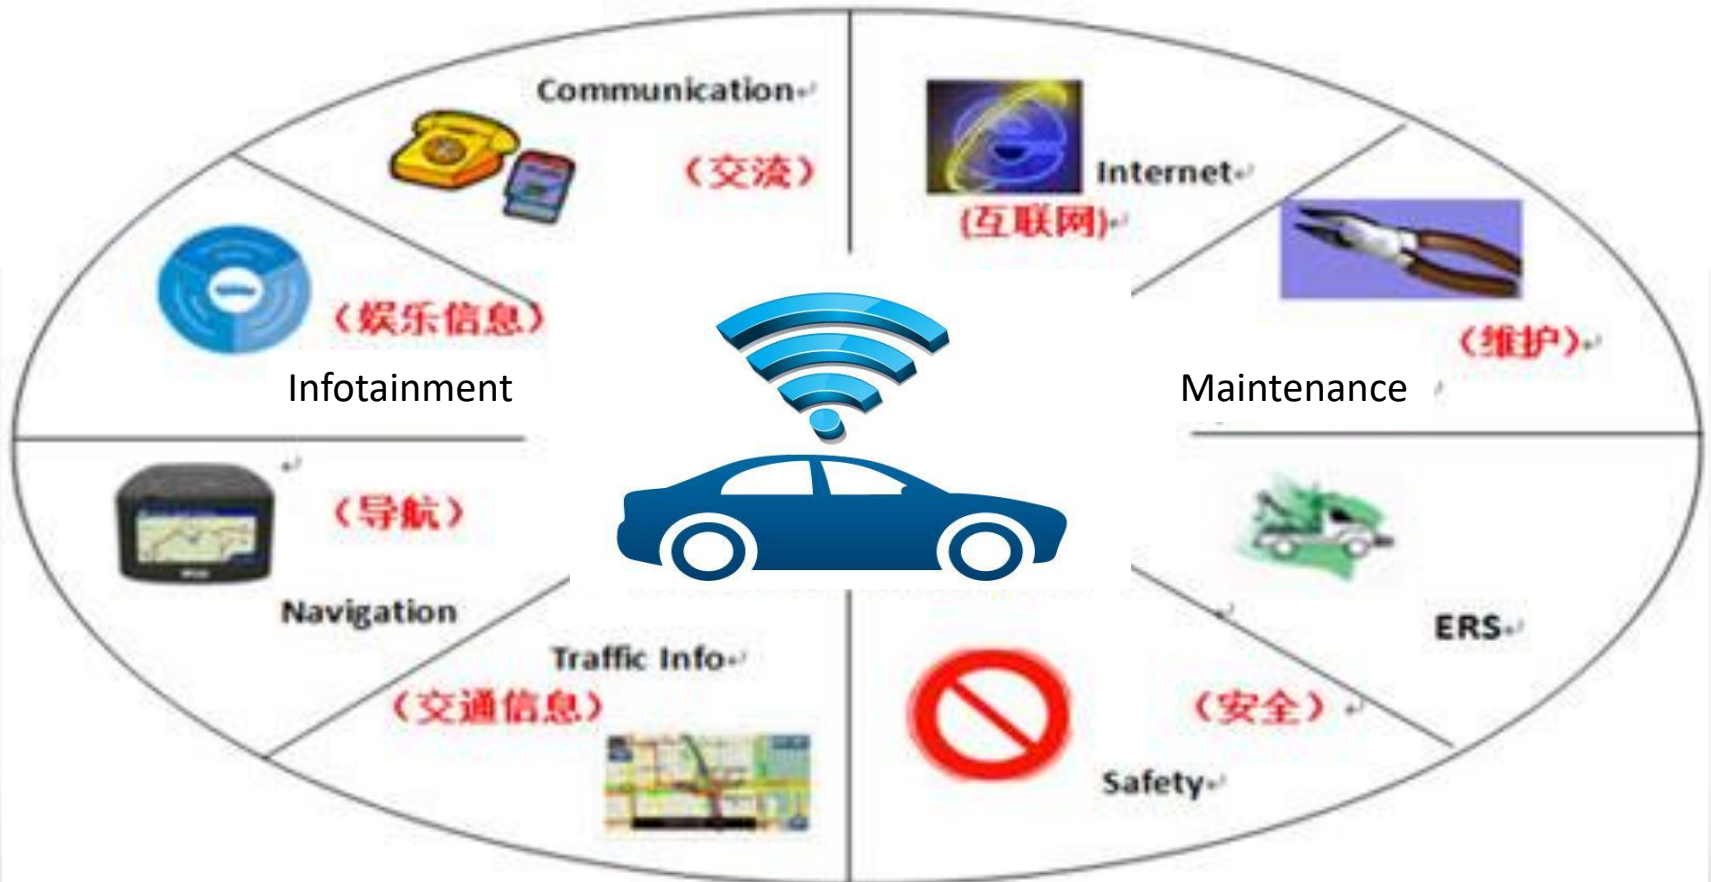 Communication
（交流）
Internet
(互联网)
（维护）
Maintenance
（娱乐信息）
Infotainment
（导航）
Navigation
ERS
Traffic Info
（交通信息）
（安全）
Safety